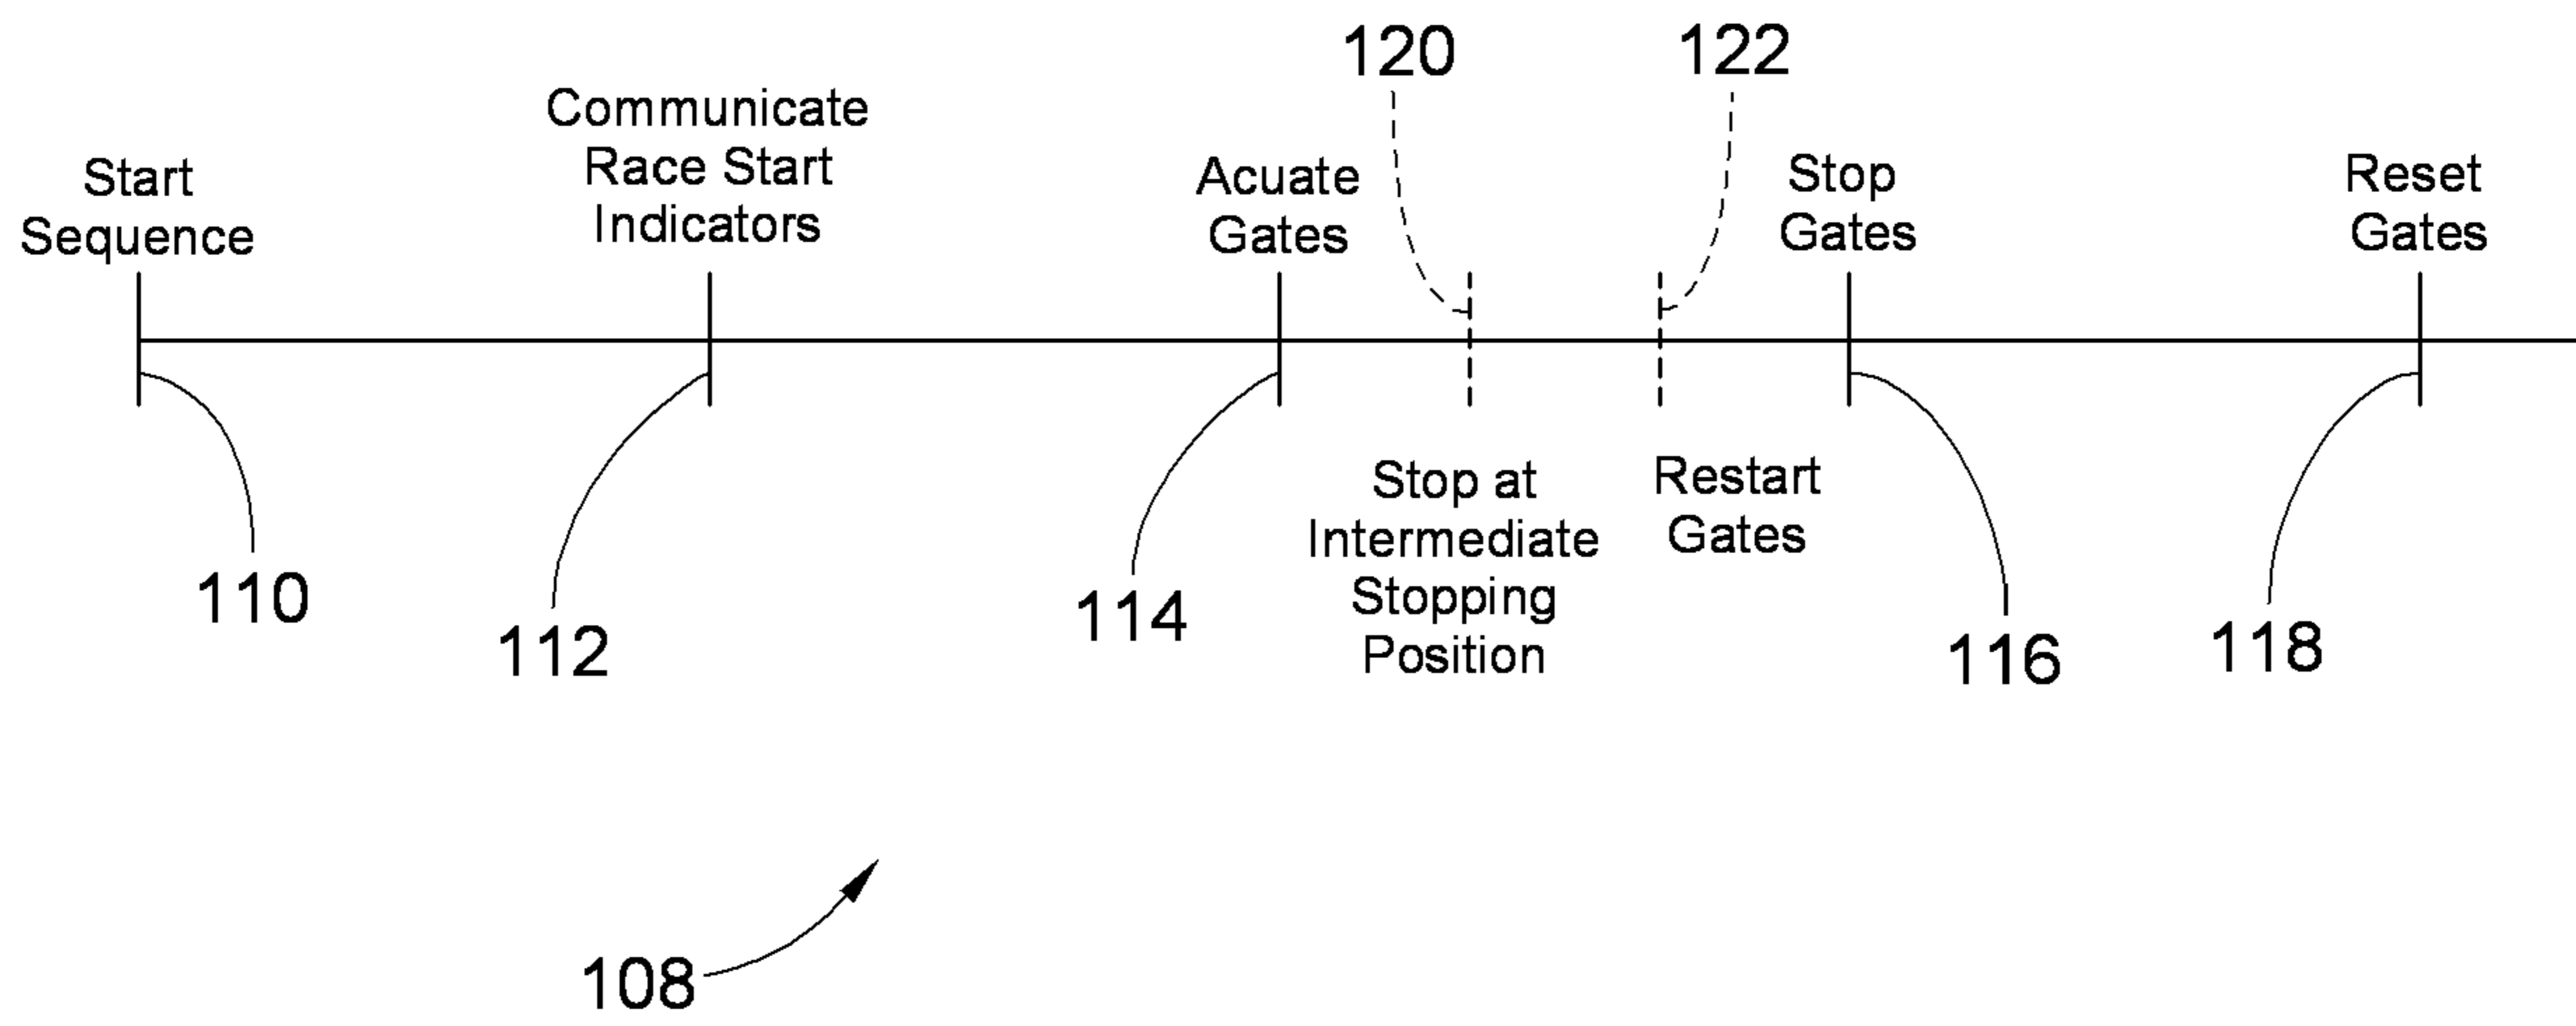 120
122
Communicate
Race Start
Indicators
Start
Sequence
Acuate
Gates
Stop
Gates
Reset
Gates
Stop at
Intermediate
Stopping
Position
Restart
Gates
110
112
114
116
118
108